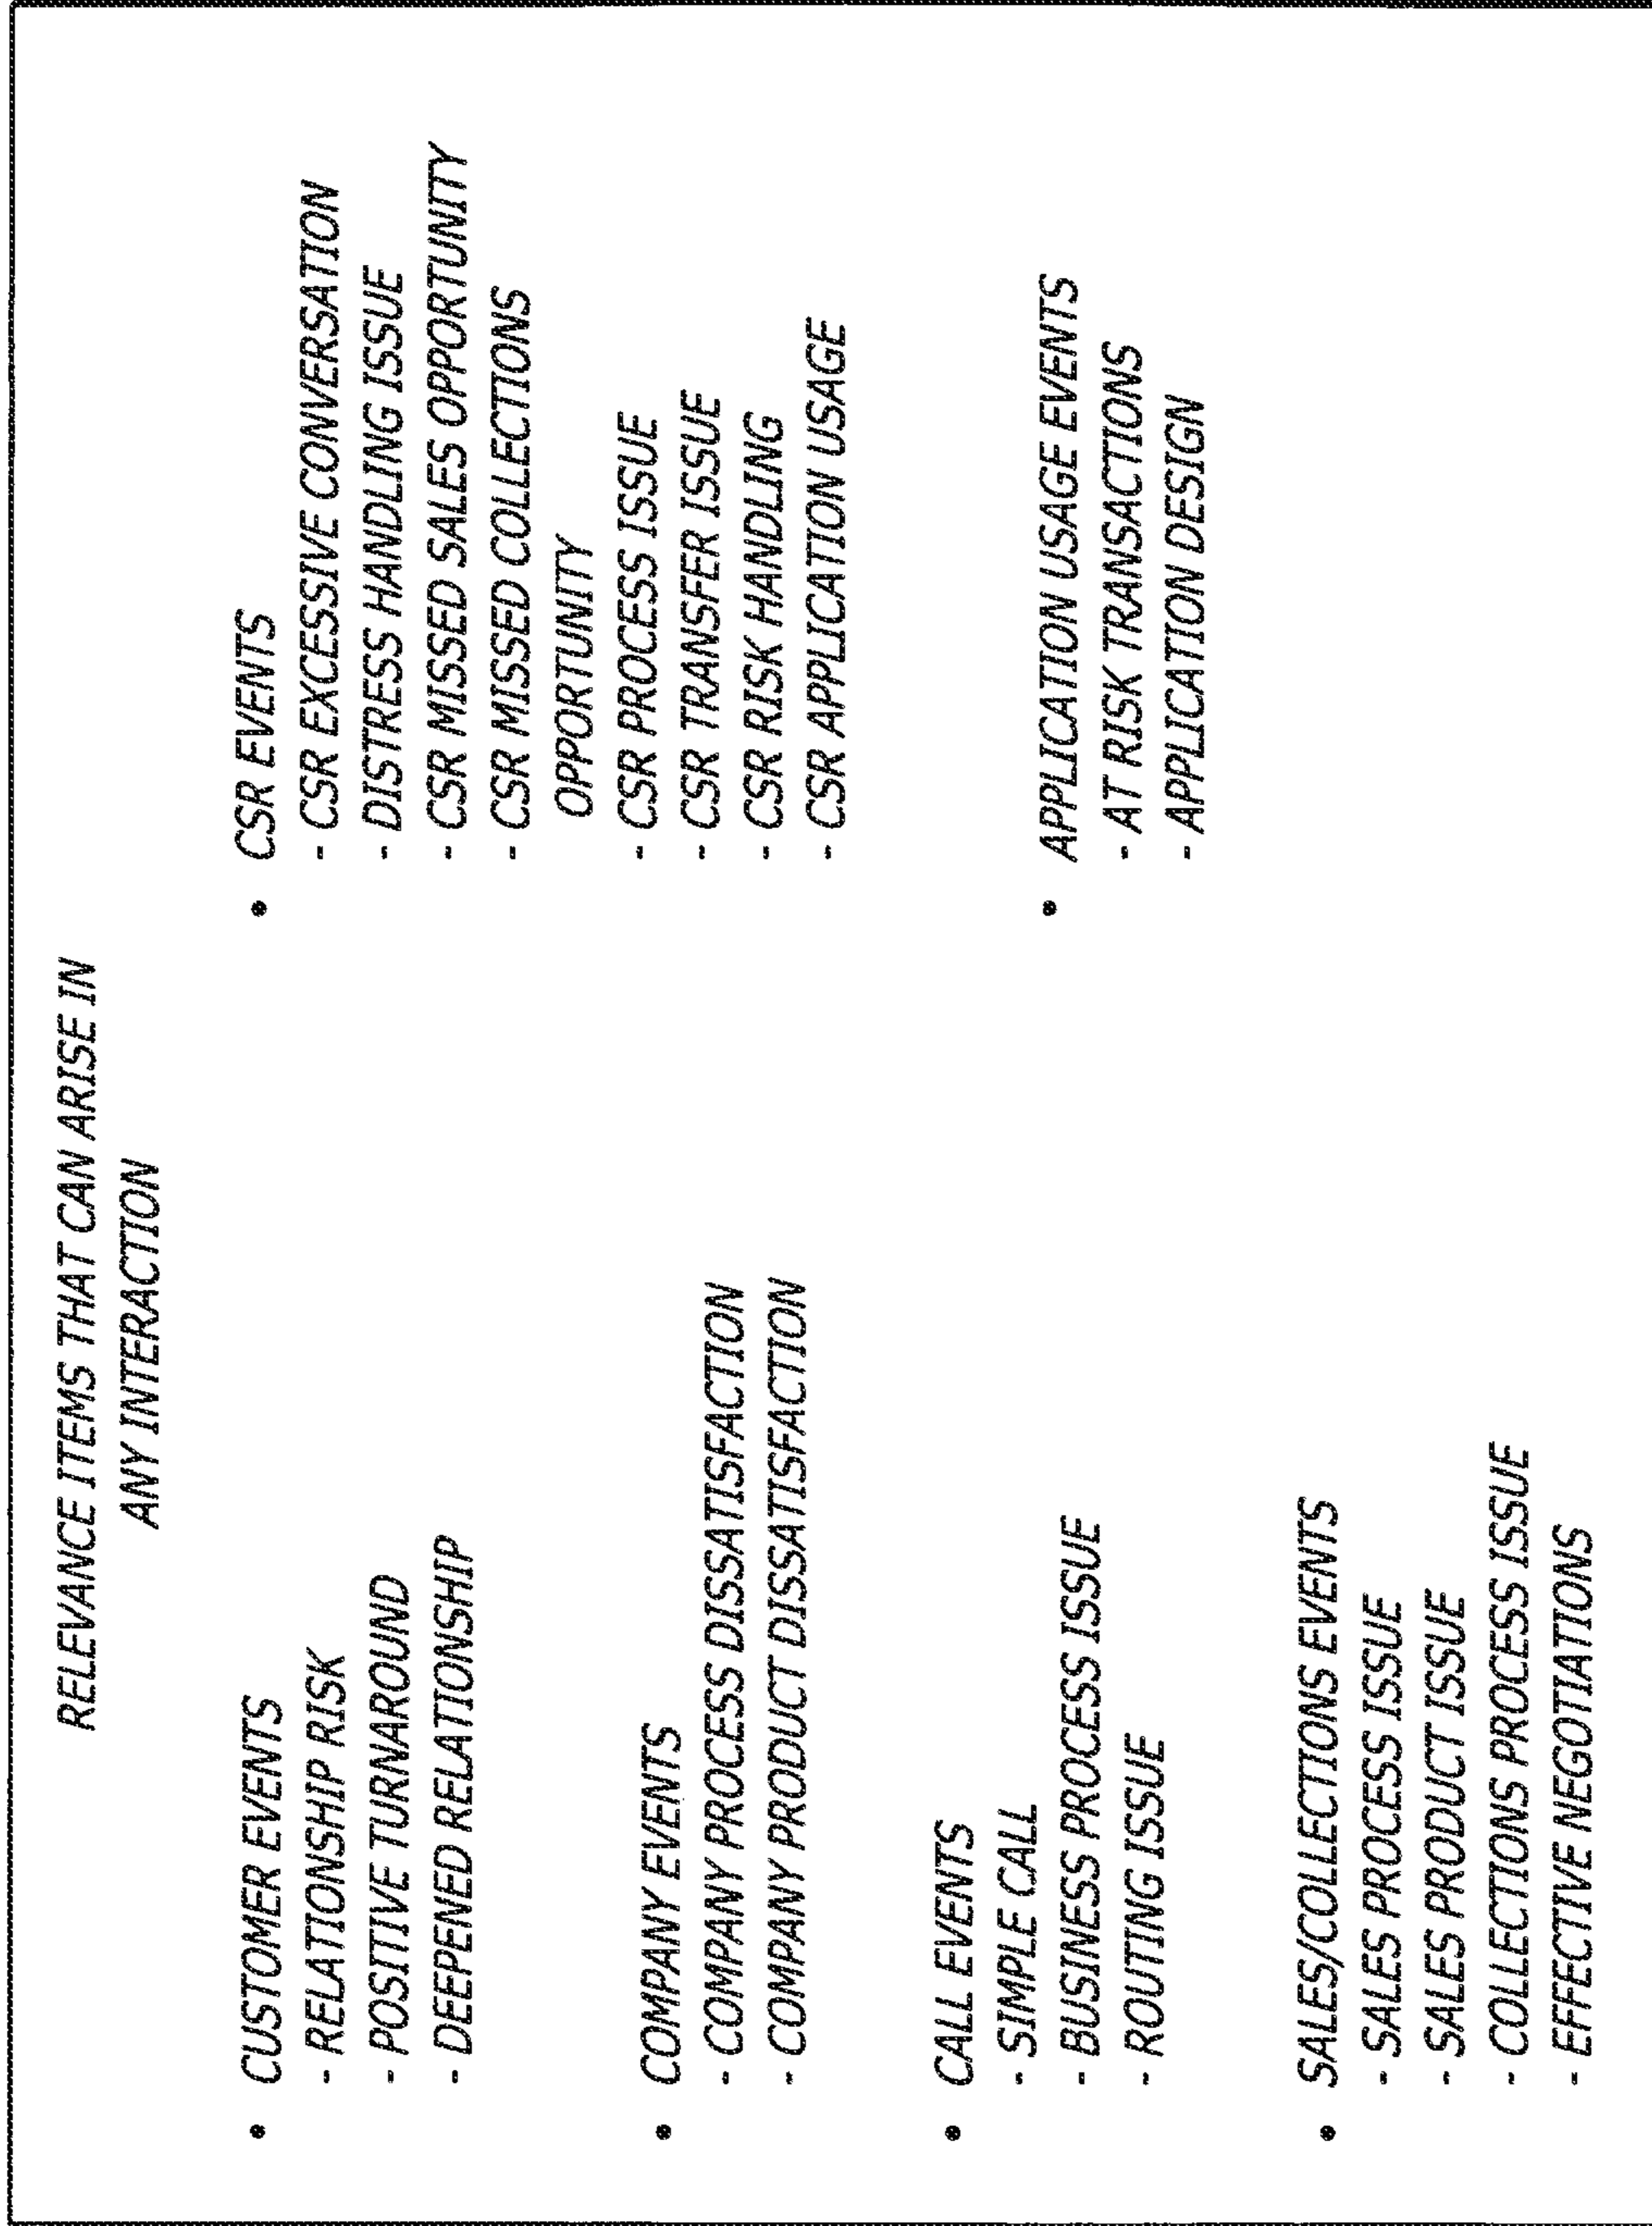 RELEVANCE ITEMS THAT CAN ARISE IN
ANY INTERACTION
• CUSTOMER EVENTS
- RELATIONSHIP RISK
- POSITIVE TURNAROUND
- DEEPENED RELATIONSHIP
• COMPANY EVENTS
- COMPANY PROCESS DISSATISFACTION
- COMPANY PRODUCT DISSATISFACTION
• CALL EVENTS
- SIMPLE CALL
- BUSINESS PROCESS ISSUE
- ROUTING ISSUE
• SALES/COLLECTIONS EVENTS
- SALES PROCESS ISSUE
- SALES PRODUCT ISSUE
- COLLECTIONS PROCESS ISSUE
- EFFECTIVE NEGOTIATIONS
• CSR EVENTS
- CSR EXCESSIVE CONVERSATION
- DISTRESS HANDLING ISSUE
- CSR MISSED SALES OPPORTUNITY
- CSR MISSED COLLECTIONS
OPPORTUNITY
- CSR PROCESS ISSUE
- CSR TRANSFER ISSUE
- CSR RISK HANDLING
- CSR APPLICATION USAGE
• APPLICATION USAGE EVENTS
- AT RISK TRANSACTIONS
- APPLICATION DESIGN